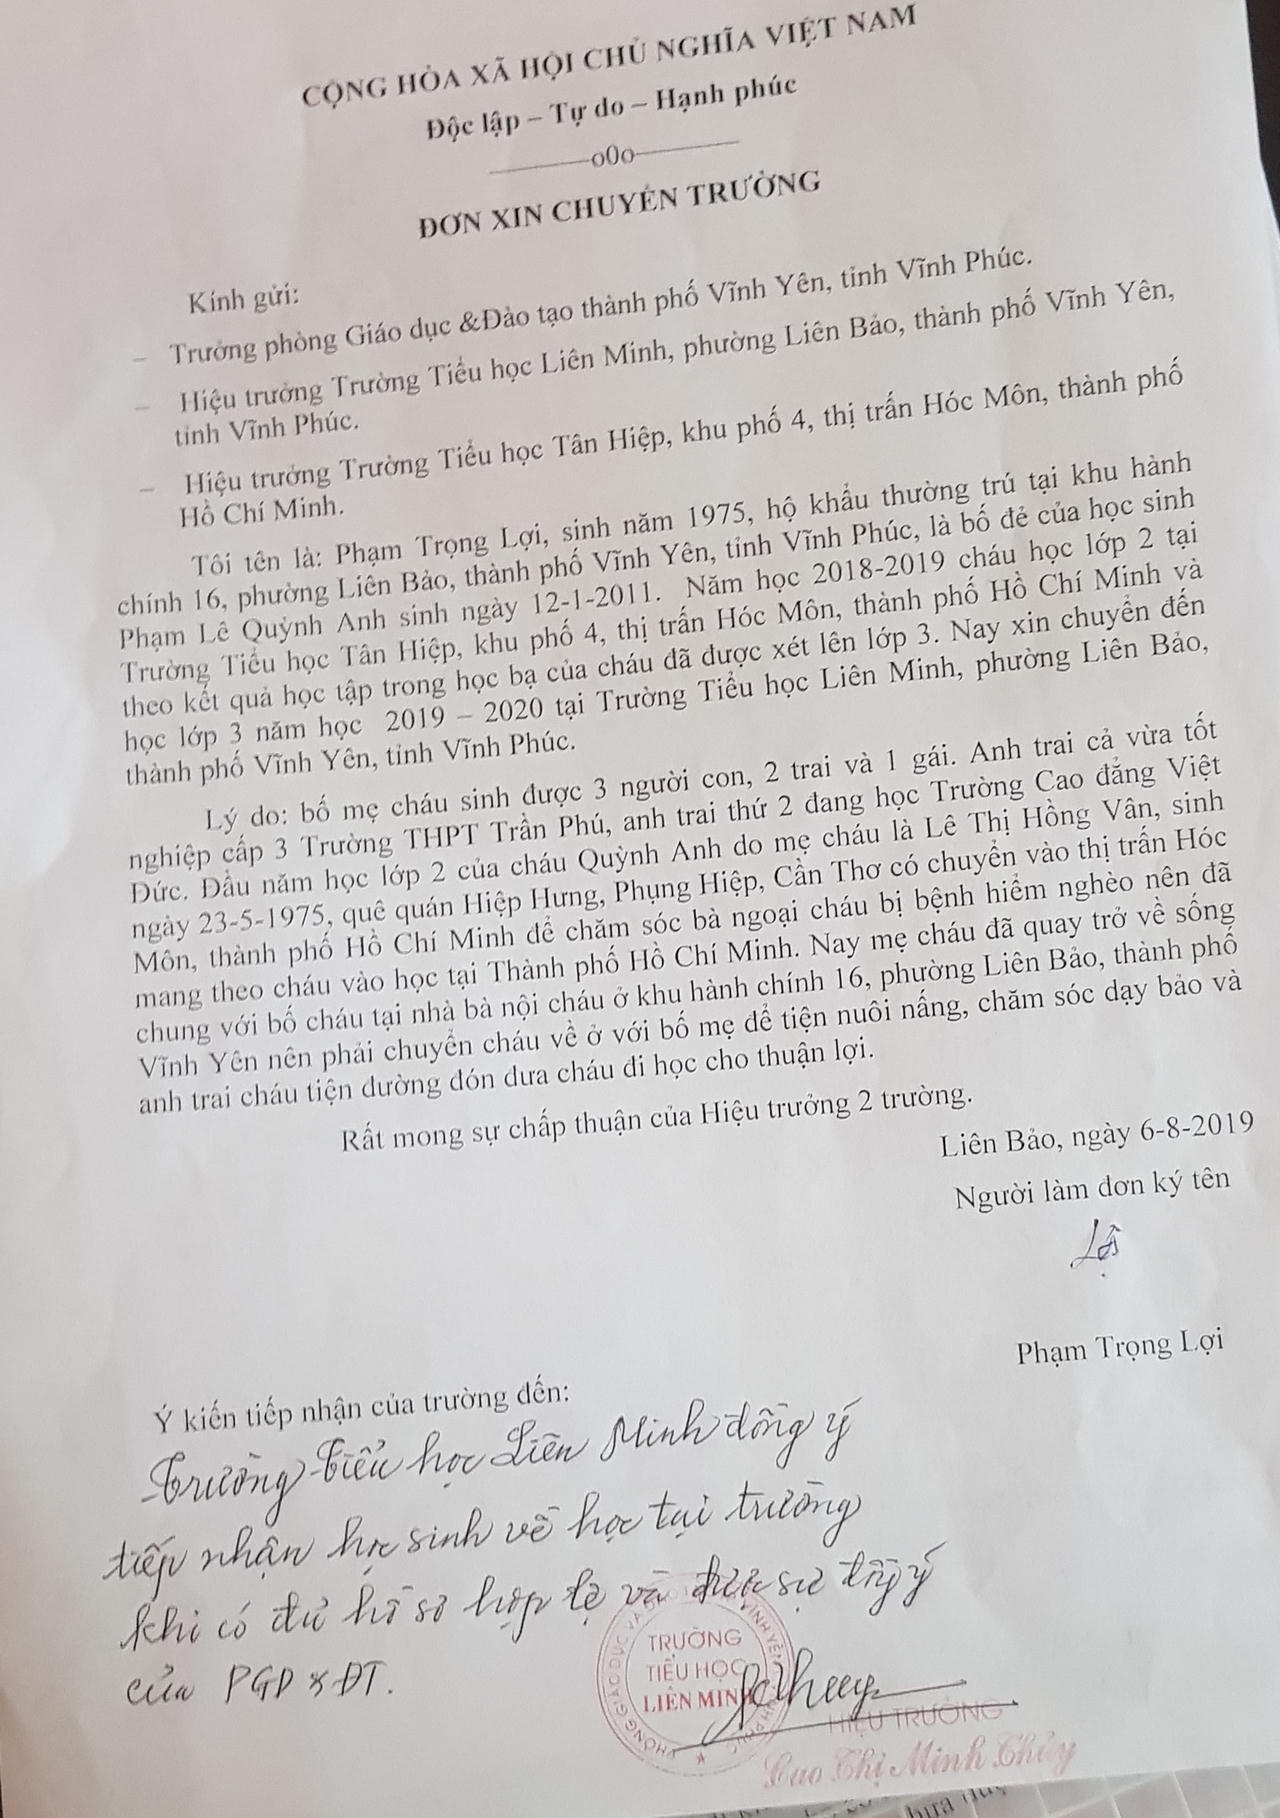 CỘNG HÒA XÃ HỘI CHỦ NGHĨA VIỆT NAM
Độc lập – Tự do – Hạnh phúc
o0o
ĐƠN XIN CHUYỂN TRƯỜNG
Kính gửi:
– Trưởng phòng Giáo dục &Đào tạo thành phố Vĩnh Yên, tỉnh Vĩnh Phúc.
– Hiệu trưởng Trường Tiểu học Liên Minh, phường Liên Bảo, thành phố Vĩnh Yên,
tỉnh Vĩnh Phúc.
– Hiệu trưởng Trường Tiểu học Tân Hiệp, khu phố 4, thị trấn Hóc Môn, thành phố
Hồ Chí Minh.
Tôi tên là: Phạm Trọng Lợi, sinh năm 1975, hộ khẩu thường trú tại khu hành
chính 16, phường Liên Bảo, thành phố Vĩnh Yên, tỉnh Vĩnh Phúc, là bố đẻ của học sinh
Phạm Lê Quỳnh Anh sinh ngày 12-1-2011. Năm học 2018-2019 cháu học lớp 2 tại
Trường Tiểu học Tân Hiệp, khu phố 4, thị trấn Hóc Môn, thành phố Hồ Chí Minh và
theo kết quả học tập trong học bạ của cháu đã được xét lên lớp 3. Nay xin chuyển đến
học lớp 3 năm học 2019 – 2020 tại Trường Tiểu học Liên Minh, phường Liên Bảo,
thành phố Vĩnh Yên, tỉnh Vĩnh Phúc.
Lý do: bố mẹ cháu sinh được 3 người con, 2 trai và 1 gái. Anh trai cả vừa tốt
nghiệp cấp 3 Trường THPT Trần Phú, anh trai thứ 2 đang học Trường Cao đẳng Việt
Đức. Đầu năm học lớp 2 của cháu Quỳnh Anh do mẹ cháu là Lê Thị Hồng Vân, sinh
ngày 23-5-1975, quê quán Hiệp Hưng, Phụng Hiệp, Cần Thơ có chuyển vào thị trấn Hóc
Môn, thành phố Hồ Chí Minh để chăm sóc bà ngoại cháu bị bệnh hiểm nghèo nên đã
mang theo cháu vào học tại Thành phố Hồ Chí Minh. Nay mẹ cháu đã quay trở về sống
chung với bố cháu tại nhà bà nội cháu ở khu hành chính 16, phường Liên Bảo, thành phố
Vĩnh Yên nên phải chuyển cháu về ở với bố mẹ để tiện nuôi nấng, chăm sóc dạy bảo và
anh trai cháu tiện đường đón đưa cháu đi học cho thuận lợi.
Rất mong sự chấp thuận của Hiệu trưởng 2 trường.
Liên Bảo, ngày 6-8-2019
Người làm đơn ký tên
Phạm Trọng Lợi
Ý kiến tiếp nhận của trường đến:
Trường Tiểu học Liên Minh đồng ý
tiếp nhận học sinh về học tại trường
khi có đủ hồ sơ hợp lệ và được sự đồng ý
của PGD & ĐT.
TRƯỜNG
TIỂU HỌC
LIÊN MINH
HIỆU TRƯỞNG
Cao Thị Minh Thủy